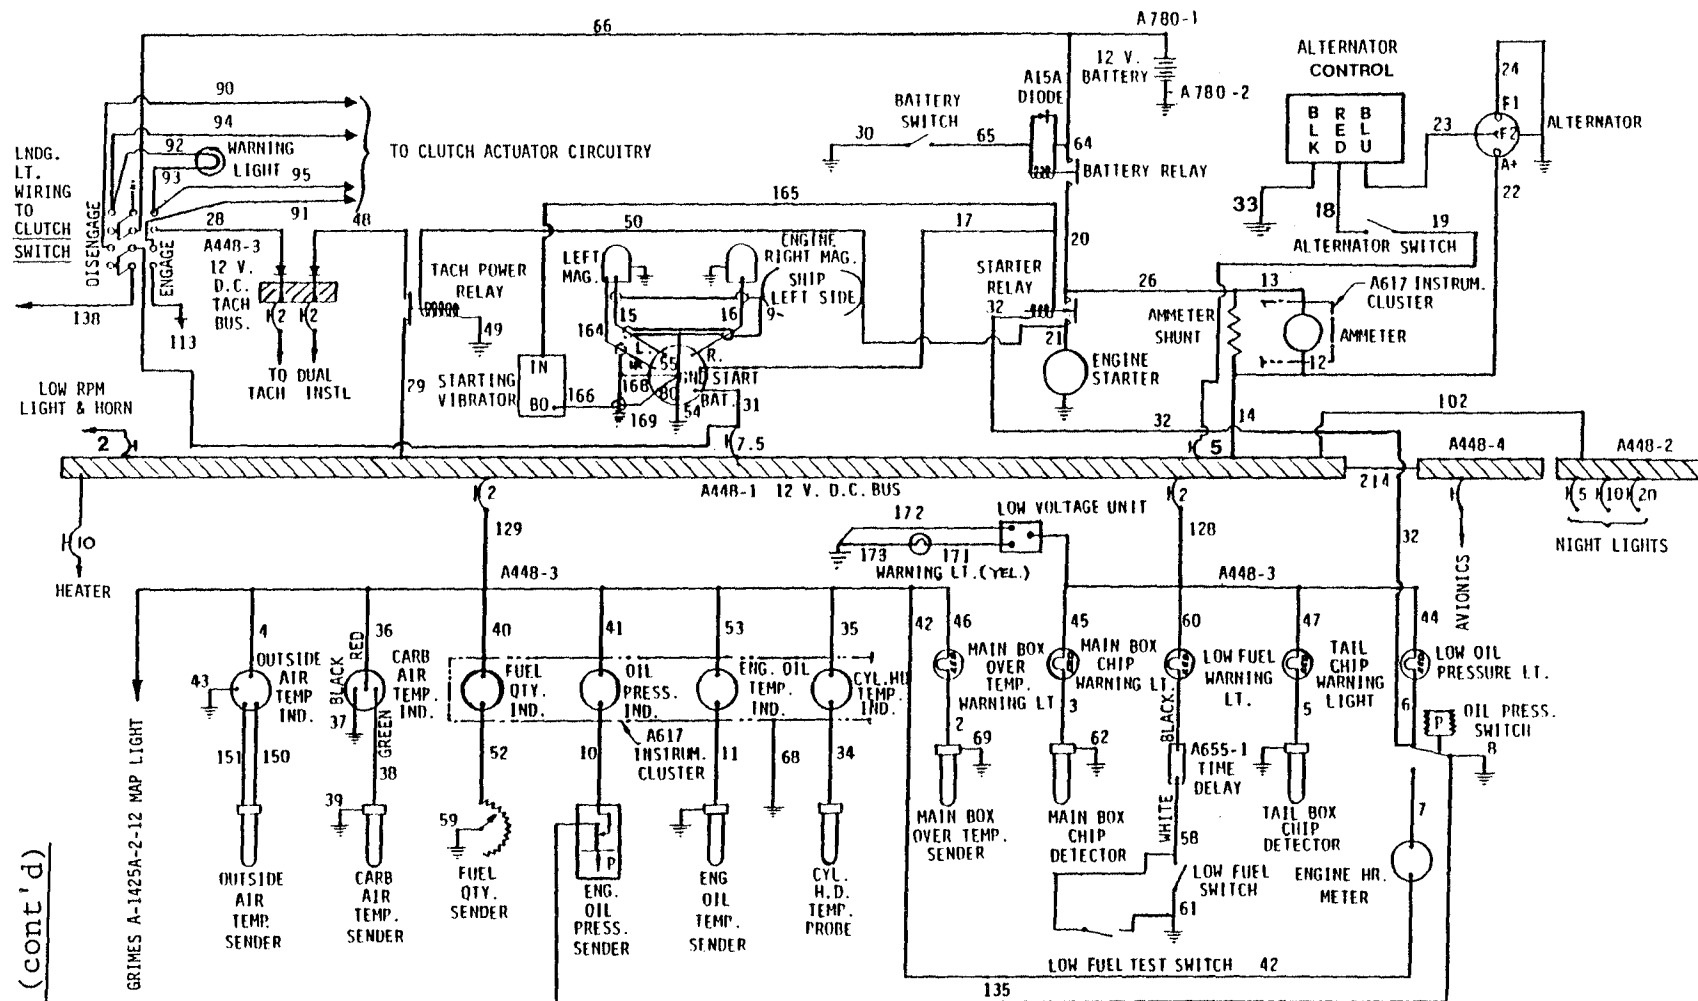 66
A780-1
12 V.
BATTERY
A780-2
A15A
DIODE
ALTERNATOR
CONTROL
BLK
RED
BLU
24
F1
F2
A+
23
ALTERNATOR
22
90
94
92
93
WARNING
LIGHT
95
91
28
48
TO CLUTCH ACTUATOR CIRCUITRY
BATTERY
SWITCH
30
65
64
BATTERY RELAY
LNDG.
LT.
WIRING
TO
CLUTCH
SWITCH
DISENGAGE
ENGAGE
138
113
A448-3
12 V.
D.C.
TACH
BUS.
2
2
TO DUAL
TACH INSTL
165
50
17
20
33
18
19
ALTERNATOR SWITCH
TACH POWER
RELAY
49
29
LEFT
MAG.
ENGINE
RIGHT MAG.
SHIP
LEFT SIDE
15
16
9
164
L.
R.
55
GND
START
BO
BAT.
54
31
168
169
166
STARTING
VIBRATOR
IN
BO
STARTER
RELAY
32
21
ENGINE
STARTER
26
13
A617 INSTRUM.
CLUSTER
AMMETER
SHUNT
AMMETER
12
14
32
102
LOW RPM
LIGHT & HORN
2
7.5
5
A448-1 12 V. D.C. BUS
214
A448-4
A448-2
5
10
20
NIGHT LIGHTS
AVIONICS
10
HEATER
2
129
2
128
172
173
171
WARNING LT. (YEL.)
LOW VOLTAGE UNIT
32
A448-3
A448-3
4
36
40
41
53
35
42
46
45
60
47
44
43
OUTSIDE
AIR
TEMP
IND.
BLACK
RED
37
GREEN
CARB
AIR
TEMP.
IND.
FUEL
QTY.
IND.
OIL
PRESS.
IND.
ENG. OIL
TEMP.
IND.
CYL.HD
TEMP.
IND.
MAIN BOX
OVER
TEMP.
WARNING LT.
MAIN BOX
CHIP
WARNING LT.
LOW FUEL
WARNING
LT.
TAIL
CHIP
WARNING
LIGHT
LOW OIL
PRESSURE LT.
151
150
38
52
10
A617
INSTRUM.
CLUSTER
11
68
34
2
69
3
62
BLACK
A655-1
TIME
DELAY
5
6
P
OIL PRESS.
SWITCH
8
39
59
P
WHITE
58
7
OUTSIDE
AIR
TEMP.
SENDER
CARB
AIR
TEMP.
SENDER
FUEL
QTY.
SENDER
ENG.
OIL
PRESS.
SENDER
ENG
OIL
TEMP.
SENDER
CYL.
H.D.
TEMP.
PROBE
MAIN BOX
OVER TEMP.
SENDER
MAIN BOX
CHIP
DETECTOR
LOW FUEL
SWITCH
61
TAIL BOX
CHIP
DETECTOR
ENGINE HR.
METER
LOW FUEL TEST SWITCH
42
135
GRIMES A-1425A-2-12 MAP LIGHT
(cont'd)